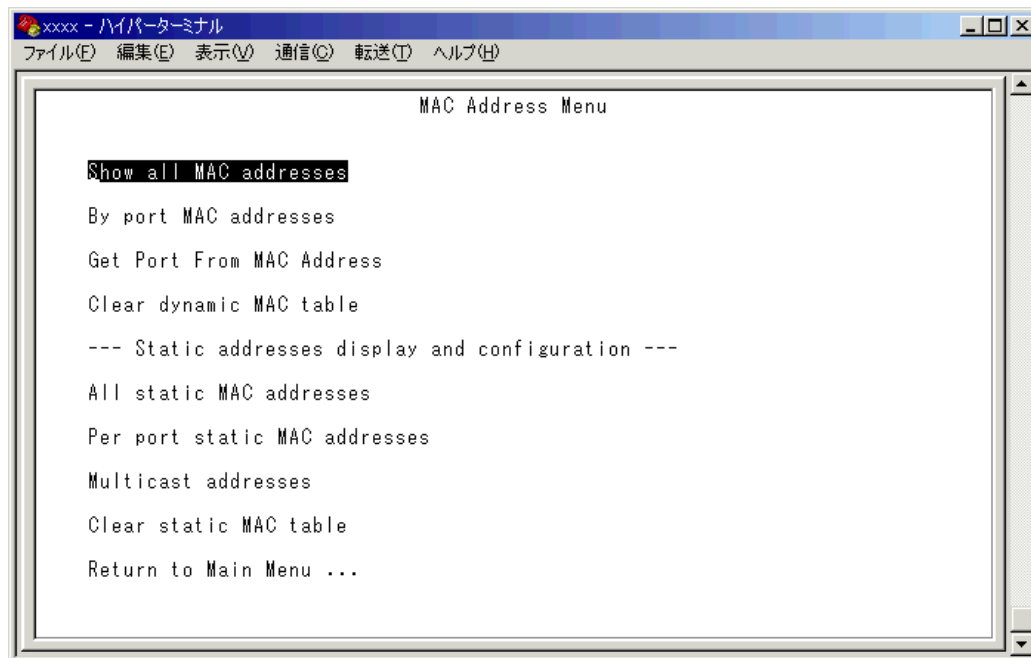 xxxx - ハイパーターミナル
ファイル(F) 編集(E) 表示(V) 通信(C) 転送(T) ヘルプ(H)
MAC Address Menu
Show all MAC addresses
By port MAC addresses
Get Port From MAC Address
Clear dynamic MAC table
--- Static addresses display and configuration ---
All static MAC addresses
Per port static MAC addresses
Multicast addresses
Clear static MAC table
Return to Main Menu ...